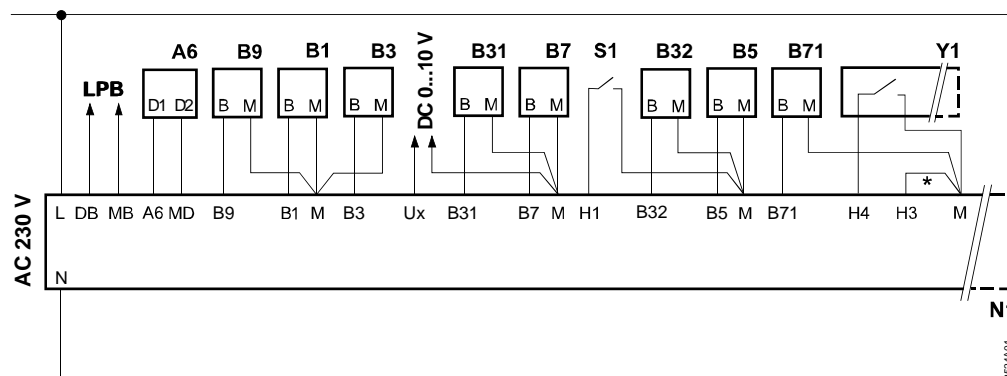 A6 B9 B1 B3 B31 B7 S1 B32 B5 B71 Y1
LPB
DC 0...10 V
D1 D2 B M B M B M B M B M B M B M B M
*
L DB MB A6 MD B9 B1 M B3 Ux B31 B7 M H1 B32 B5 M B71 H4 H3 M
AC 230 V
N